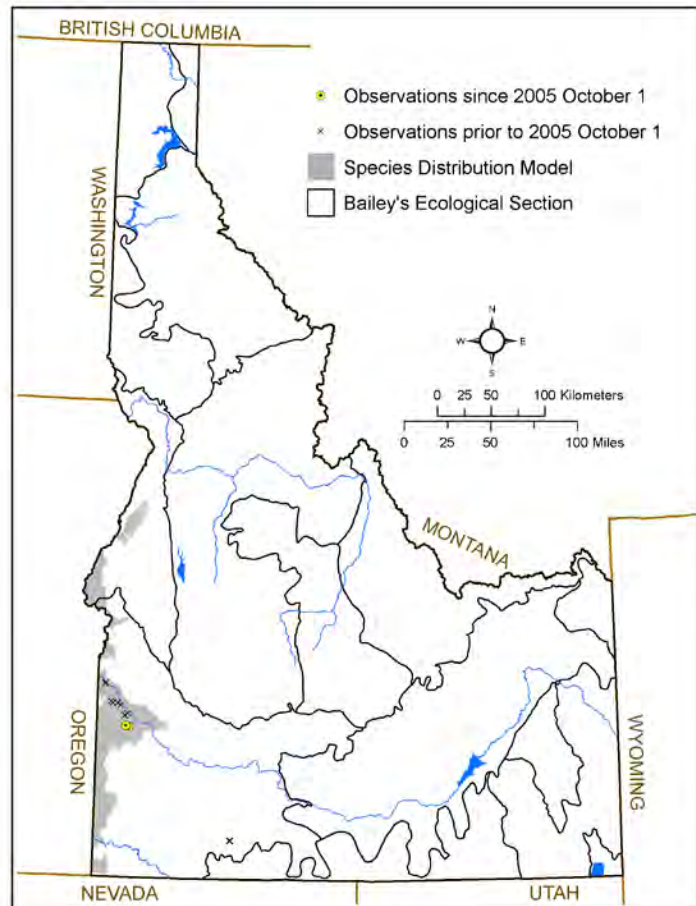 BRITISH COLUMBIA
Observations since 2005 October 1
Observations prior to 2005 October 1
Species Distribution Model
Bailey's Ecological Section
WASHINGTON
N
W E
S
0 25 50 100 Kilometers
0 25 50 100 Miles
MONTANA
OREGON
WYOMING
NEVADA UTAH